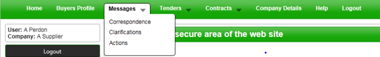 Home Buyers Profile Messages Tenders Contracts Company Details Help Logout
User: A Perdon
Company: A Supplier
Logout
Correspondence
Clarifications
Actions
secure area of the web site